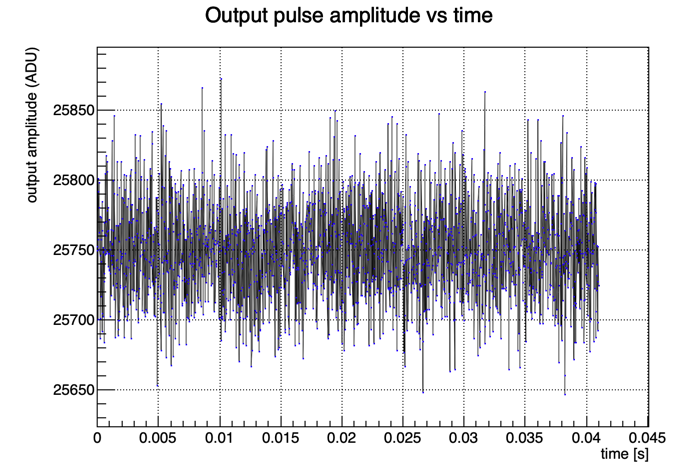 Output pulse amplitude vs time
output amplitude (ADU)
25850
25800
25750
25700
25650
0 0.005 0.01 0.015 0.02 0.025 0.03 0.035 0.04 0.045
time [s]